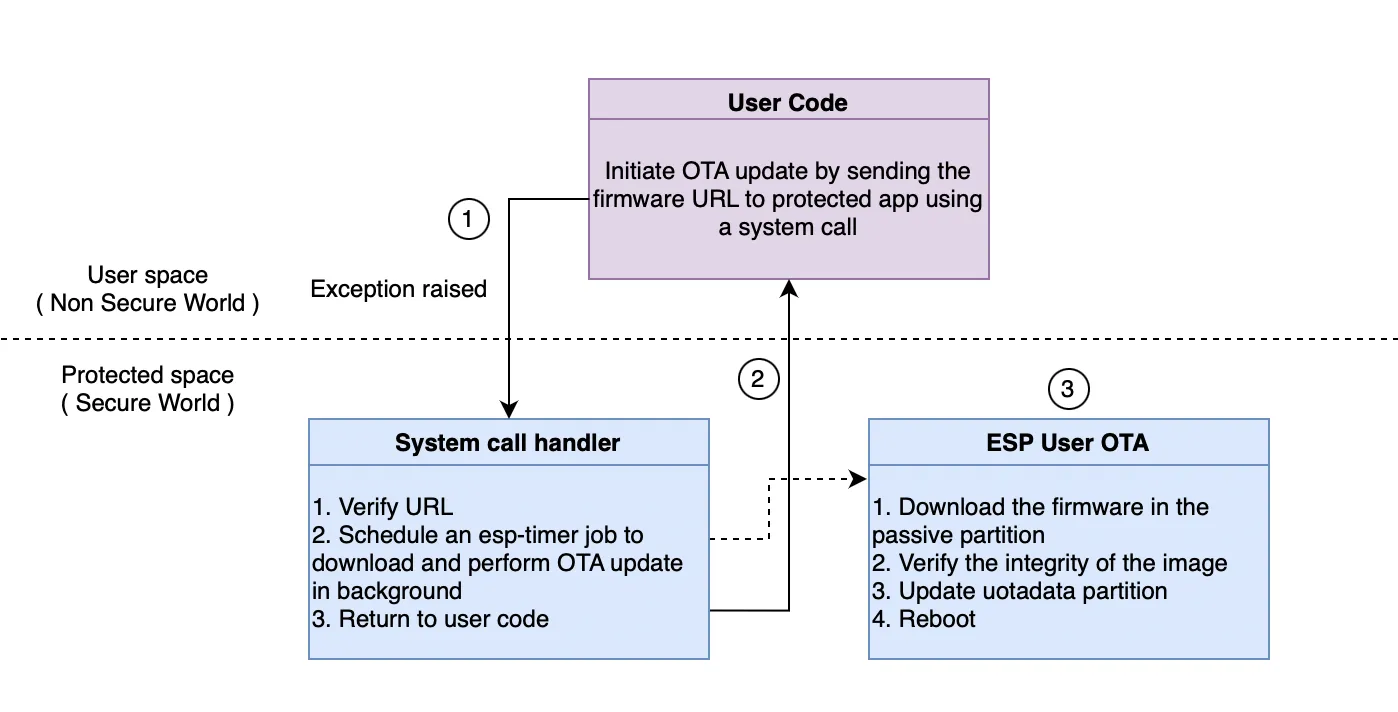 User Code
Initiate OTA update by sending the
firmware URL to protected app using
a system call
1
User space
( Non Secure World )
Exception raised
Protected space
( Secure World )
2
3
System call handler
1. Verify URL
2. Schedule an esp-timer job to
download and perform OTA update
in background
3. Return to user code
ESP User OTA
1. Download the firmware in the
passive partition
2. Verify the integrity of the image
3. Update uotadata partition
4. Reboot